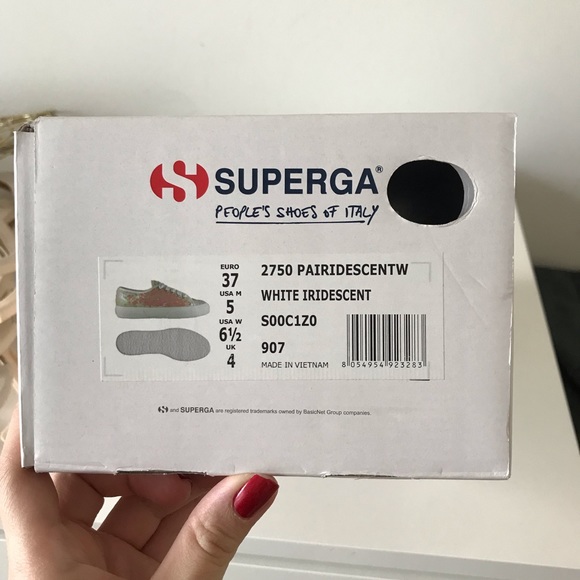 SUPERGA®
PEOPLE'S SHOES OF ITALY
EURO
37
USA M
5
USA W
6½
UK
4
2750 PAIRIDESCENTW
WHITE IRIDESCENT
S00C1Z0
907
MADE IN VIETNAM
8 054954 923283
and SUPERGA are registered trademarks owned by BasicNet Group companies.